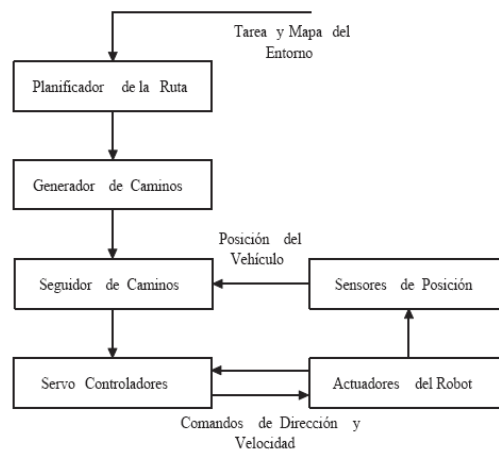 Tarea y Mapa del
Entorno
Planificador de la Ruta
Generador de Caminos
Posición del
Vehículo
Seguidor de Caminos
Sensores de Posición
Servo Controladores
Actuadores del Robot
Comandos de Dirección y
Velocidad